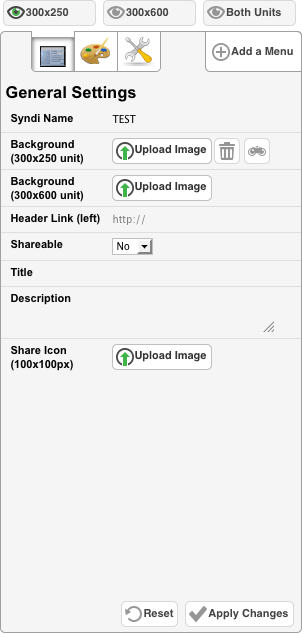 300x250 300x600 Both Units
Add a Menu
General Settings
Syndi Name TEST
Background
(300x250 unit) Upload Image
Background
(300x600 unit) Upload Image
Header Link (left) http://
Shareable No
Title
Description
Share Icon
(100x100px) Upload Image
Reset Apply Changes